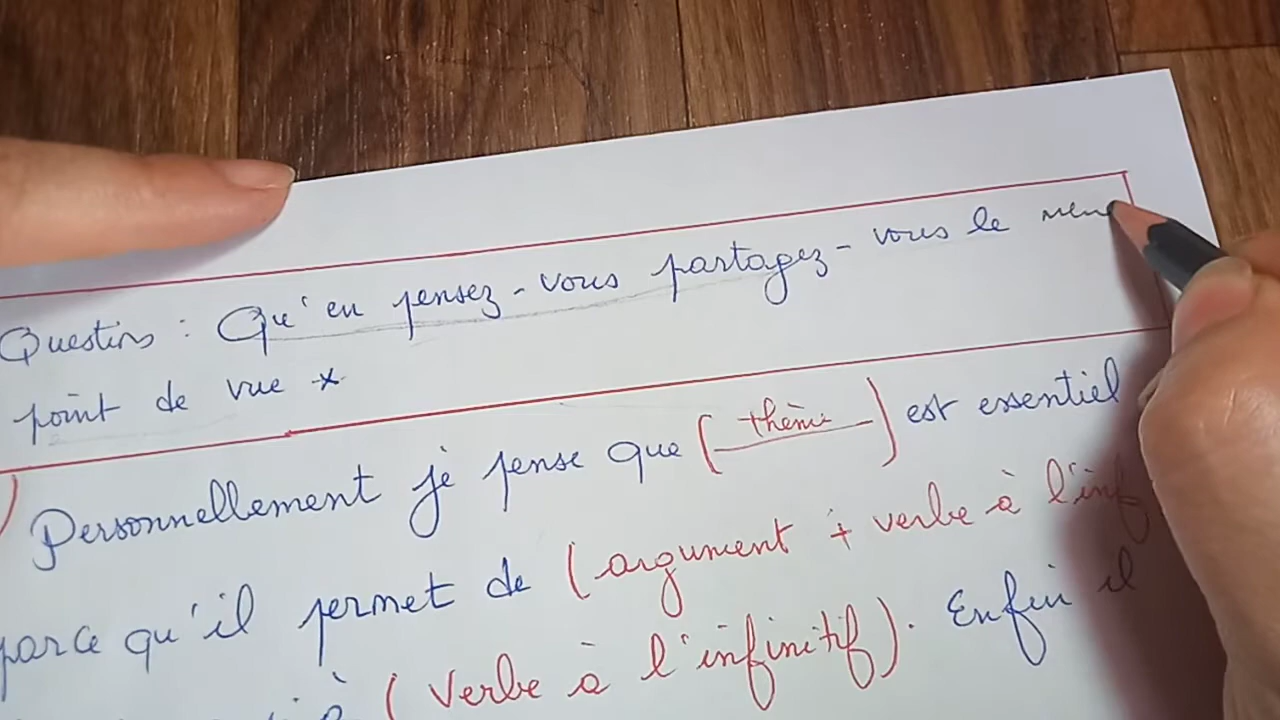 Questions : Qu'en pensez-vous partagez-vous le
point de vue *
Personnellement je pense que ( thème ) est essentiel
parce qu'il permet de ( argument + verbe à l'inf
à ( verbe à l'infinitif ). Enfin il